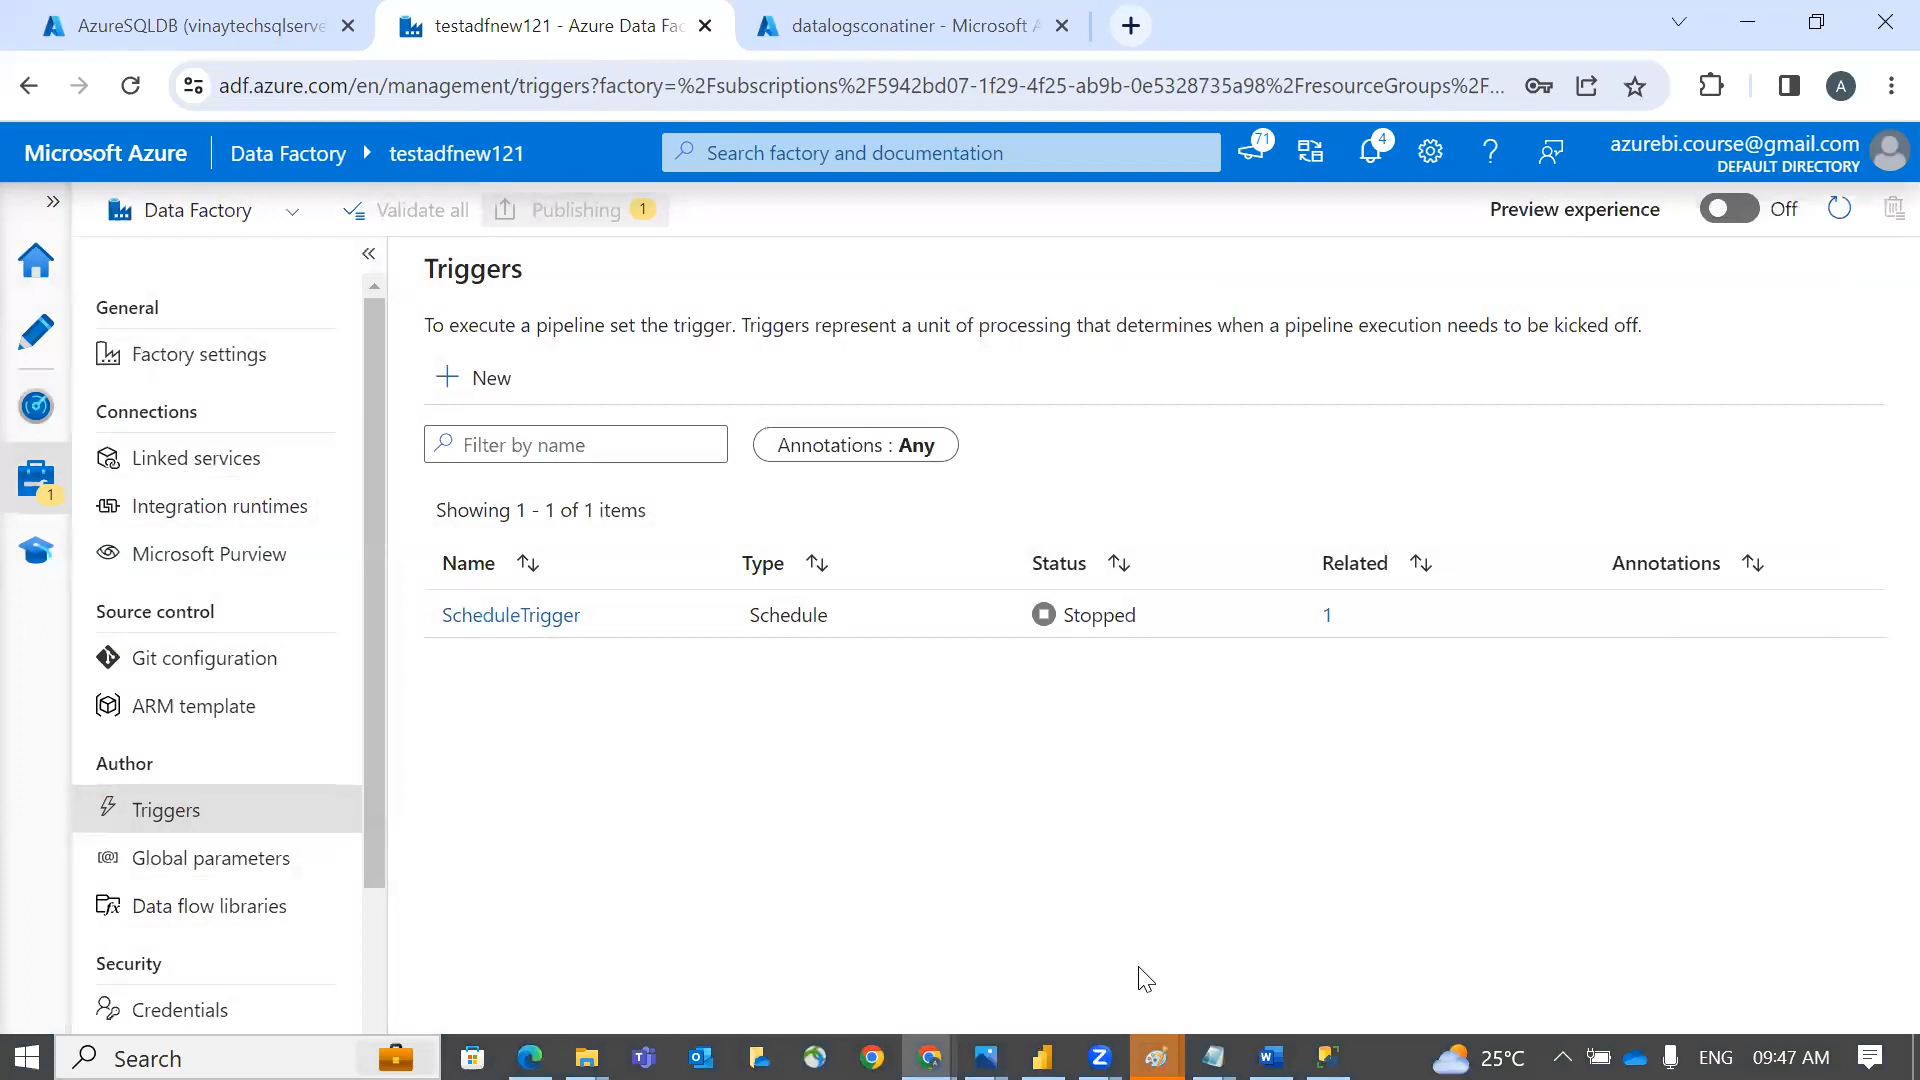 AzureSQLDB (vinaytechsqlserve
testadfnew121 - Azure Data Fac
datalogsconatiner - Microsoft A
adf.azure.com/en/management/triggers?factory=%2Fsubscriptions%2F5942bd07-1f29-4f25-ab9b-0e5328735a98%2FresourceGroups%2F...
A
Microsoft Azure
Data Factory
testadfnew121
Search factory and documentation
71
4
azurebi.course@gmail.com
DEFAULT DIRECTORY
Data Factory
Validate all
Publishing 1
Preview experience
Off
General
Factory settings
Connections
Linked services
Integration runtimes
Microsoft Purview
Source control
Git configuration
ARM template
Author
Triggers
Global parameters
Data flow libraries
Security
Credentials
1
Triggers
To execute a pipeline set the trigger. Triggers represent a unit of processing that determines when a pipeline execution needs to be kicked off.
New
Filter by name
Annotations : Any
Showing 1 - 1 of 1 items
Name Type Status Related Annotations
ScheduleTrigger Schedule Stopped 1
Search
25°C
ENG
09:47 AM